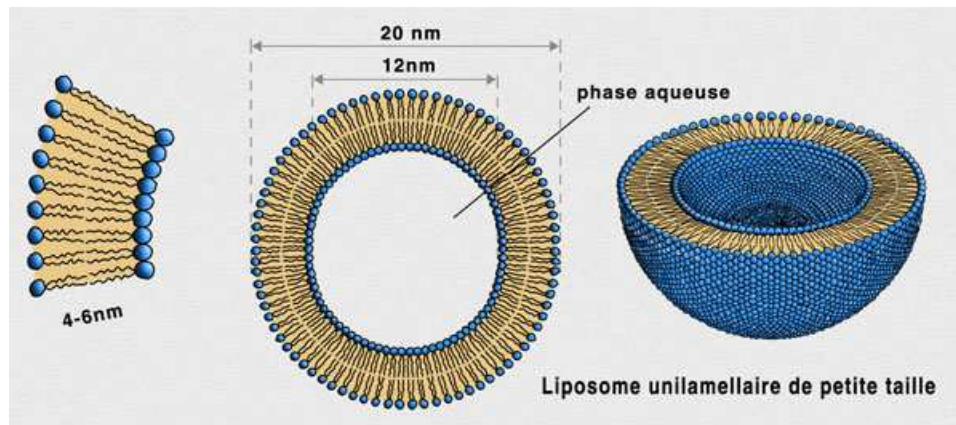 20 nm
12nm
phase aqueuse
4-6nm
Liposome unilamellaire de petite taille